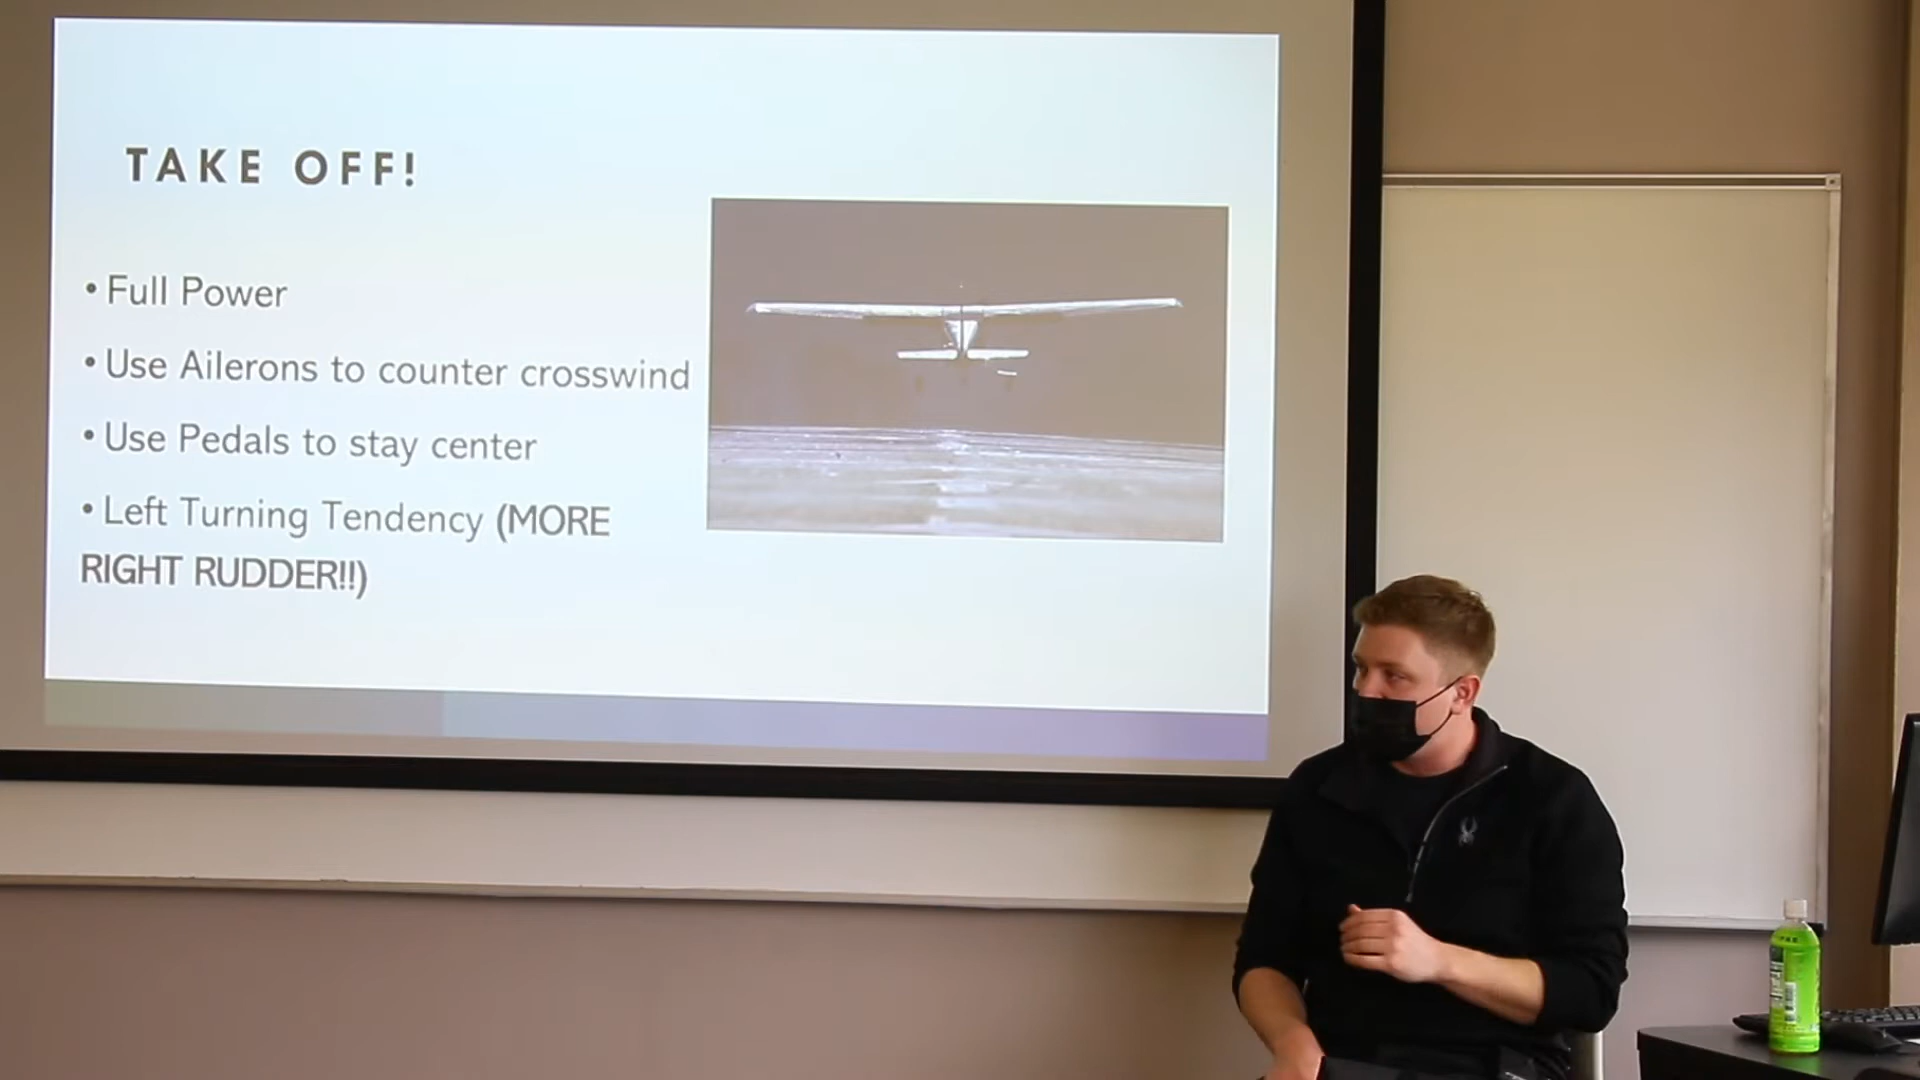 TAKE OFF!
• Full Power
• Use Ailerons to counter crosswind
• Use Pedals to stay center
• Left Turning Tendency (MORE
RIGHT RUDDER!!)